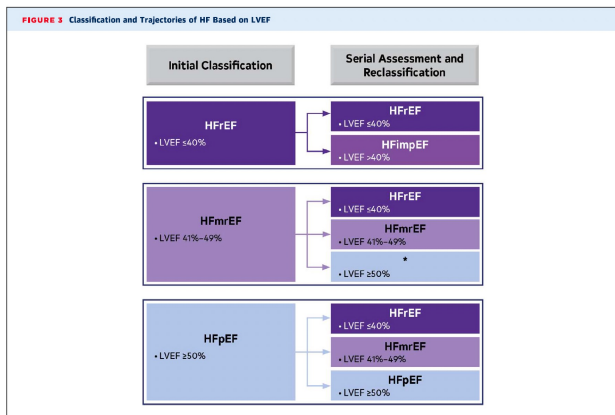 FIGURE 3 Classification and Trajectories of HF Based on LVEF
Initial Classification
Serial Assessment and
Reclassification
HFrEF
• LVEF ≤40%
HFrEF
• LVEF ≤40%
HFimpEF
• LVEF >40%
HFmrEF
• LVEF 41%–49%
HFrEF
• LVEF ≤40%
HFmrEF
• LVEF 41%–49%
*
• LVEF ≥50%
HFpEF
• LVEF ≥50%
HFrEF
• LVEF ≤40%
HFmrEF
• LVEF 41%–49%
HFpEF
• LVEF ≥50%